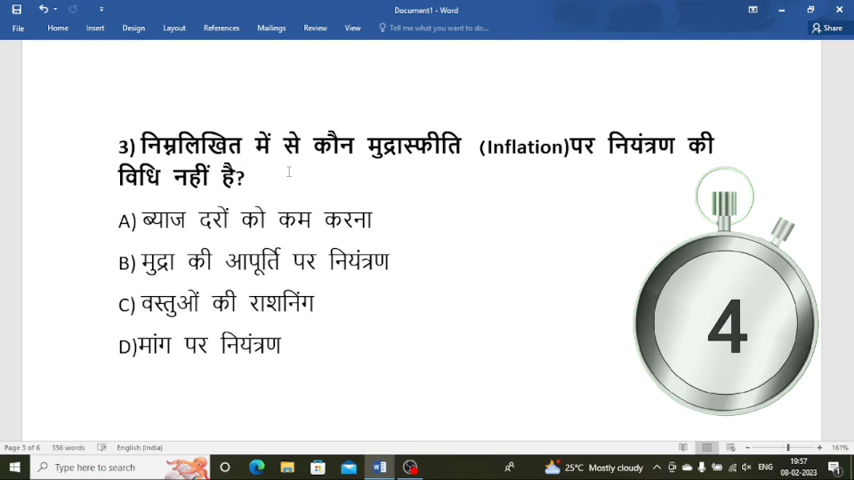 Document1 - Word
File Home Insert Design Layout References Mailings Review View Tell me what you want to do... Share
3) निम्नलिखित में से कौन मुद्रास्फीति (Inflation)पर नियंत्रण की
विधि नहीं है?
A) ब्याज दरों को कम करना
B) मुद्रा की आपूर्ति पर नियंत्रण
C) वस्तुओं की राशनिंग
D)मांग पर नियंत्रण
4
Page 3 of 6 356 words English (India) 161%
Type here to search 25°C Mostly cloudy ENG 19:57
08-02-2023